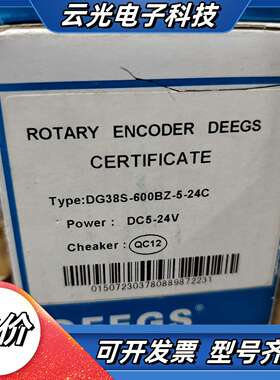 云光电子科技
ROTARY ENCODER DEEGS
CERTIFICATE
Type:DG38S-600BZ-5-24C
Power: DC5-24V
Cheaker: QC12
015072303780889872231
DEEGS
价
可开发票 型号齐